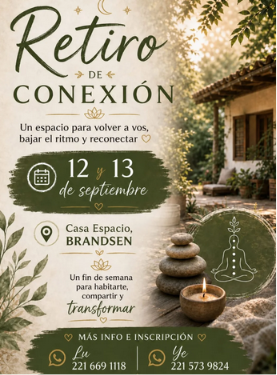 Retiro
DE
CONEXIÓN
Un espacio para volver a vos,
bajar el ritmo y reconectar
12 y 13
de septiembre
Casa Espacio,
BRANDSEN
Un fin de semana
para habitarte,
compartir y
transformar
MÁS INFO E INSCRIPCIÓN
Lu
221 669 1118
Ye
221 573 9824